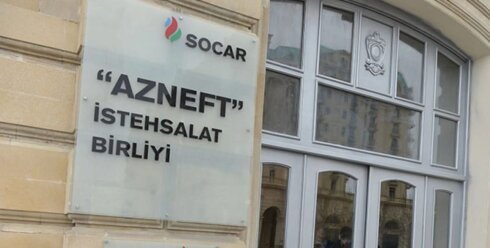 SOCAR
"AZNEFT"
İSTEHSALAT
BİRLİYİ